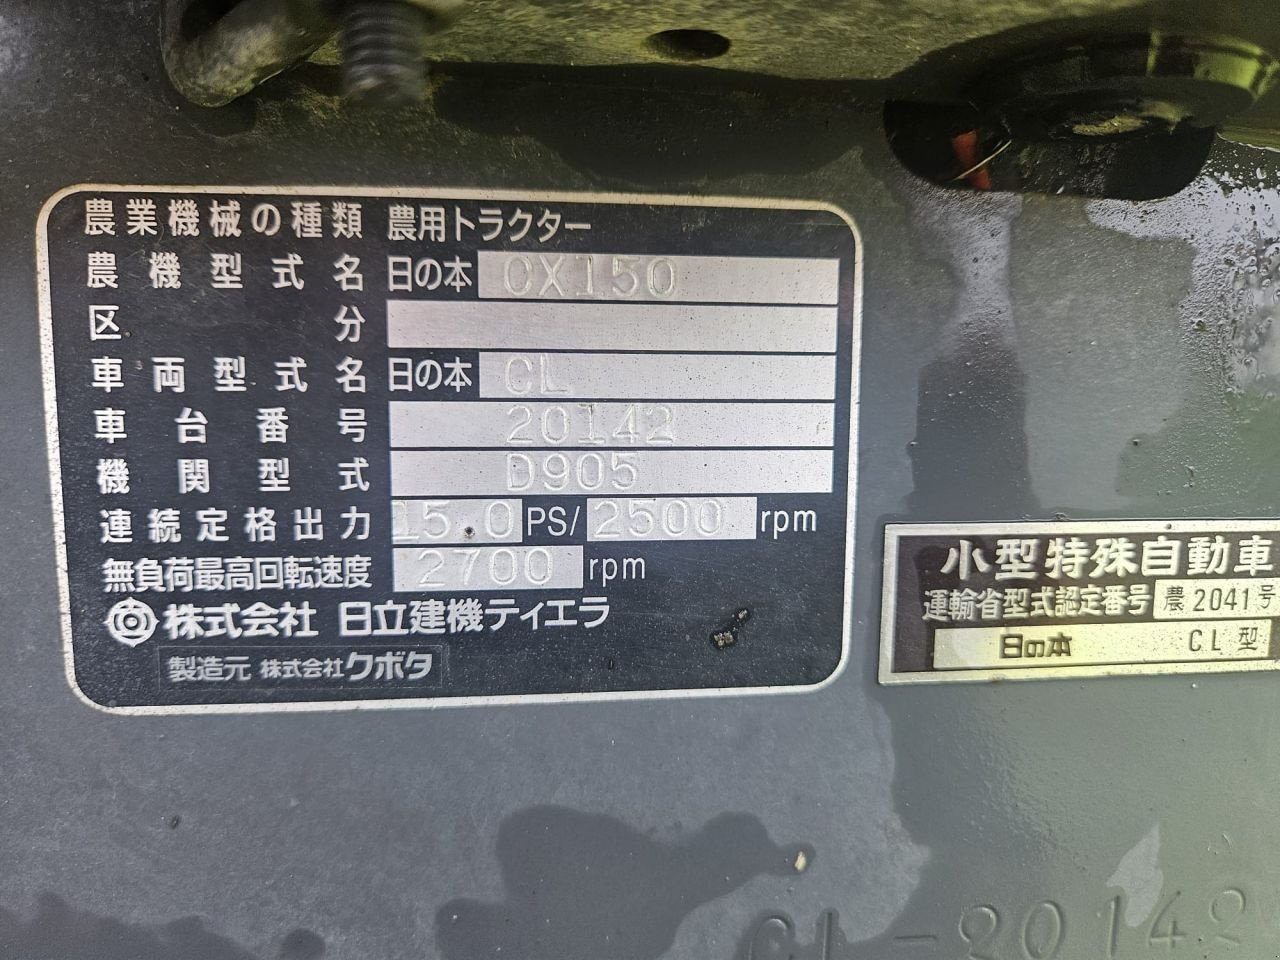 農業機械の種類 農用トラクター
農機型式名 日の本 CX150
区分
車両型式名 日の本 CL
車台番号 20142
機関型式 D905
連続定格出力 15.0 PS/ 2500 rpm
無負荷最高回転速度 2700 rpm
株式会社 日立建機ティエラ
製造元 株式会社クボタ
小型特殊自動車
運輸省型式認定番号 農2041号
日の本 CL型
CL-20142